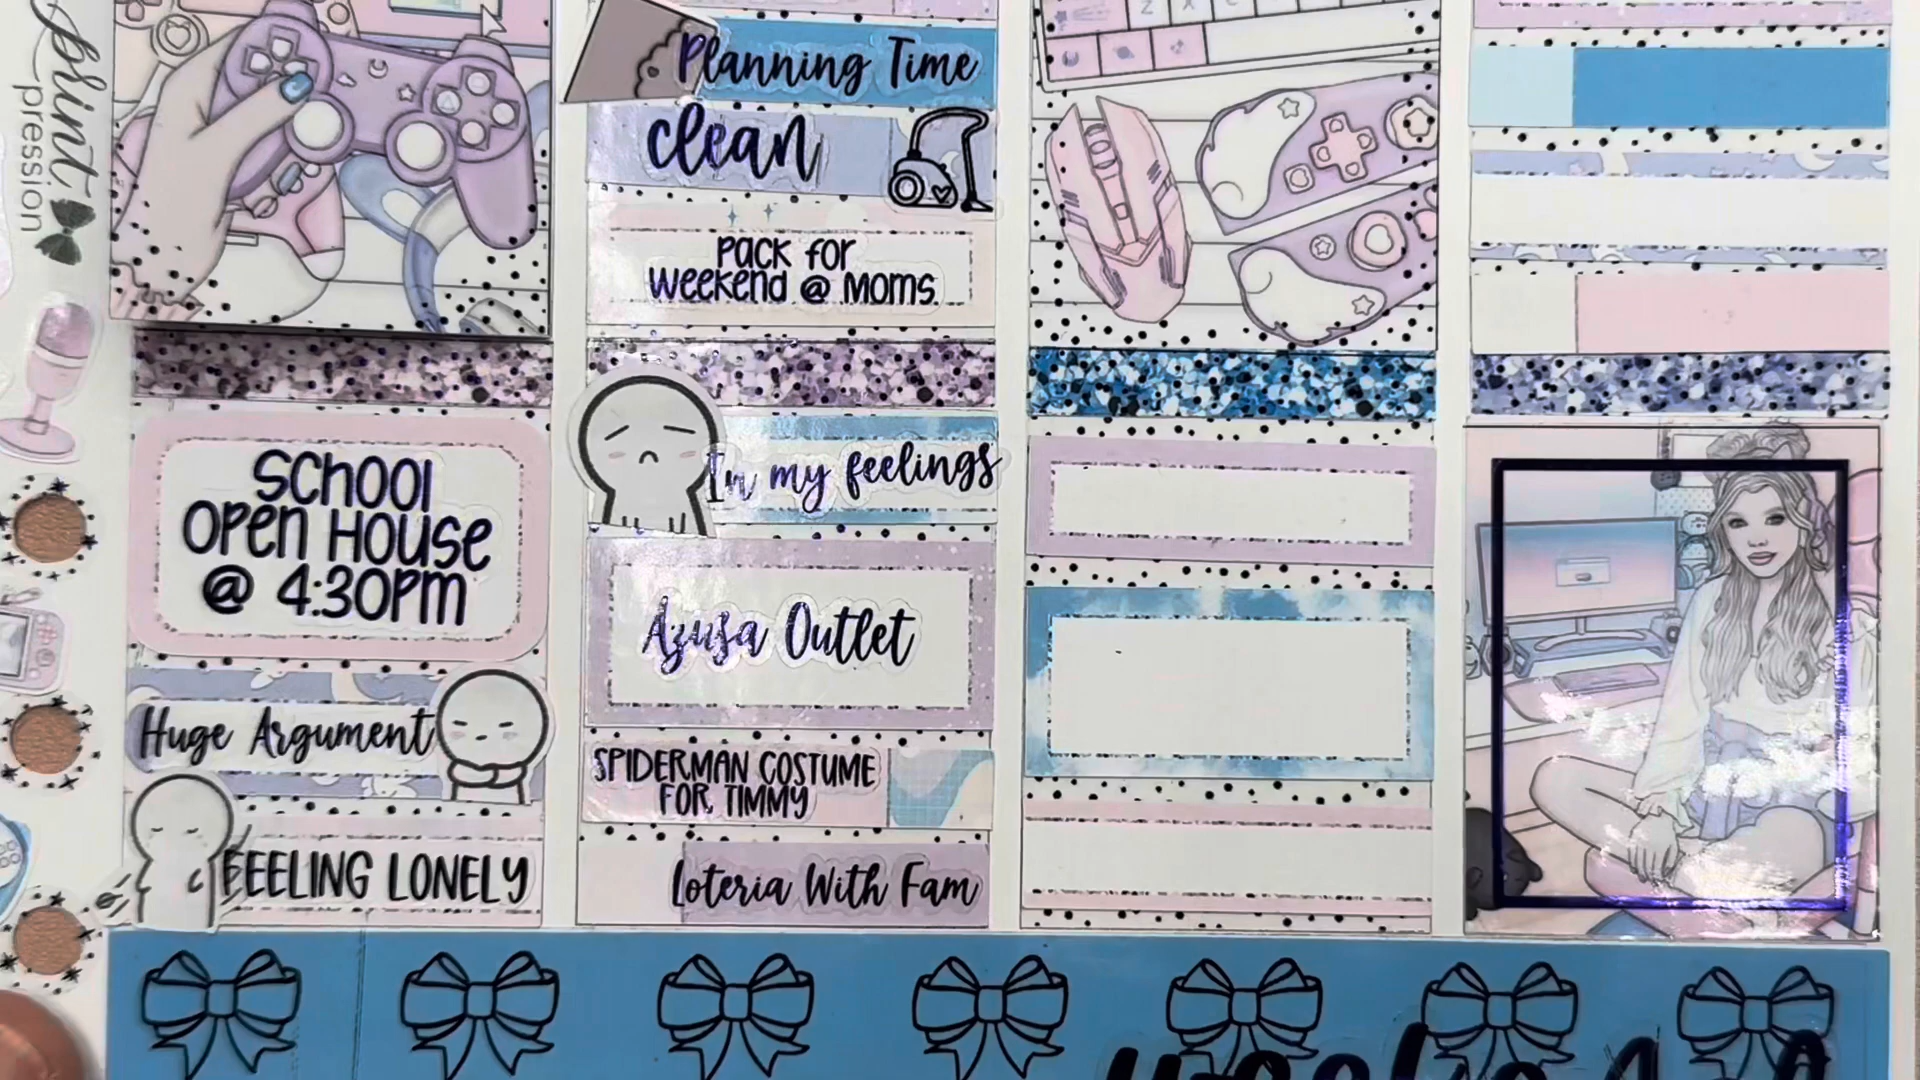 print
pression
Planning Time
clean
Pack for
Weekend @ Moms
School
Open House
@ 4:30pm
Huge Argument
FEELING LONELY
In my feelings
Azusa Outlet
SPIDERMAN COSTUME
FOR TIMMY
Loteria With Fam